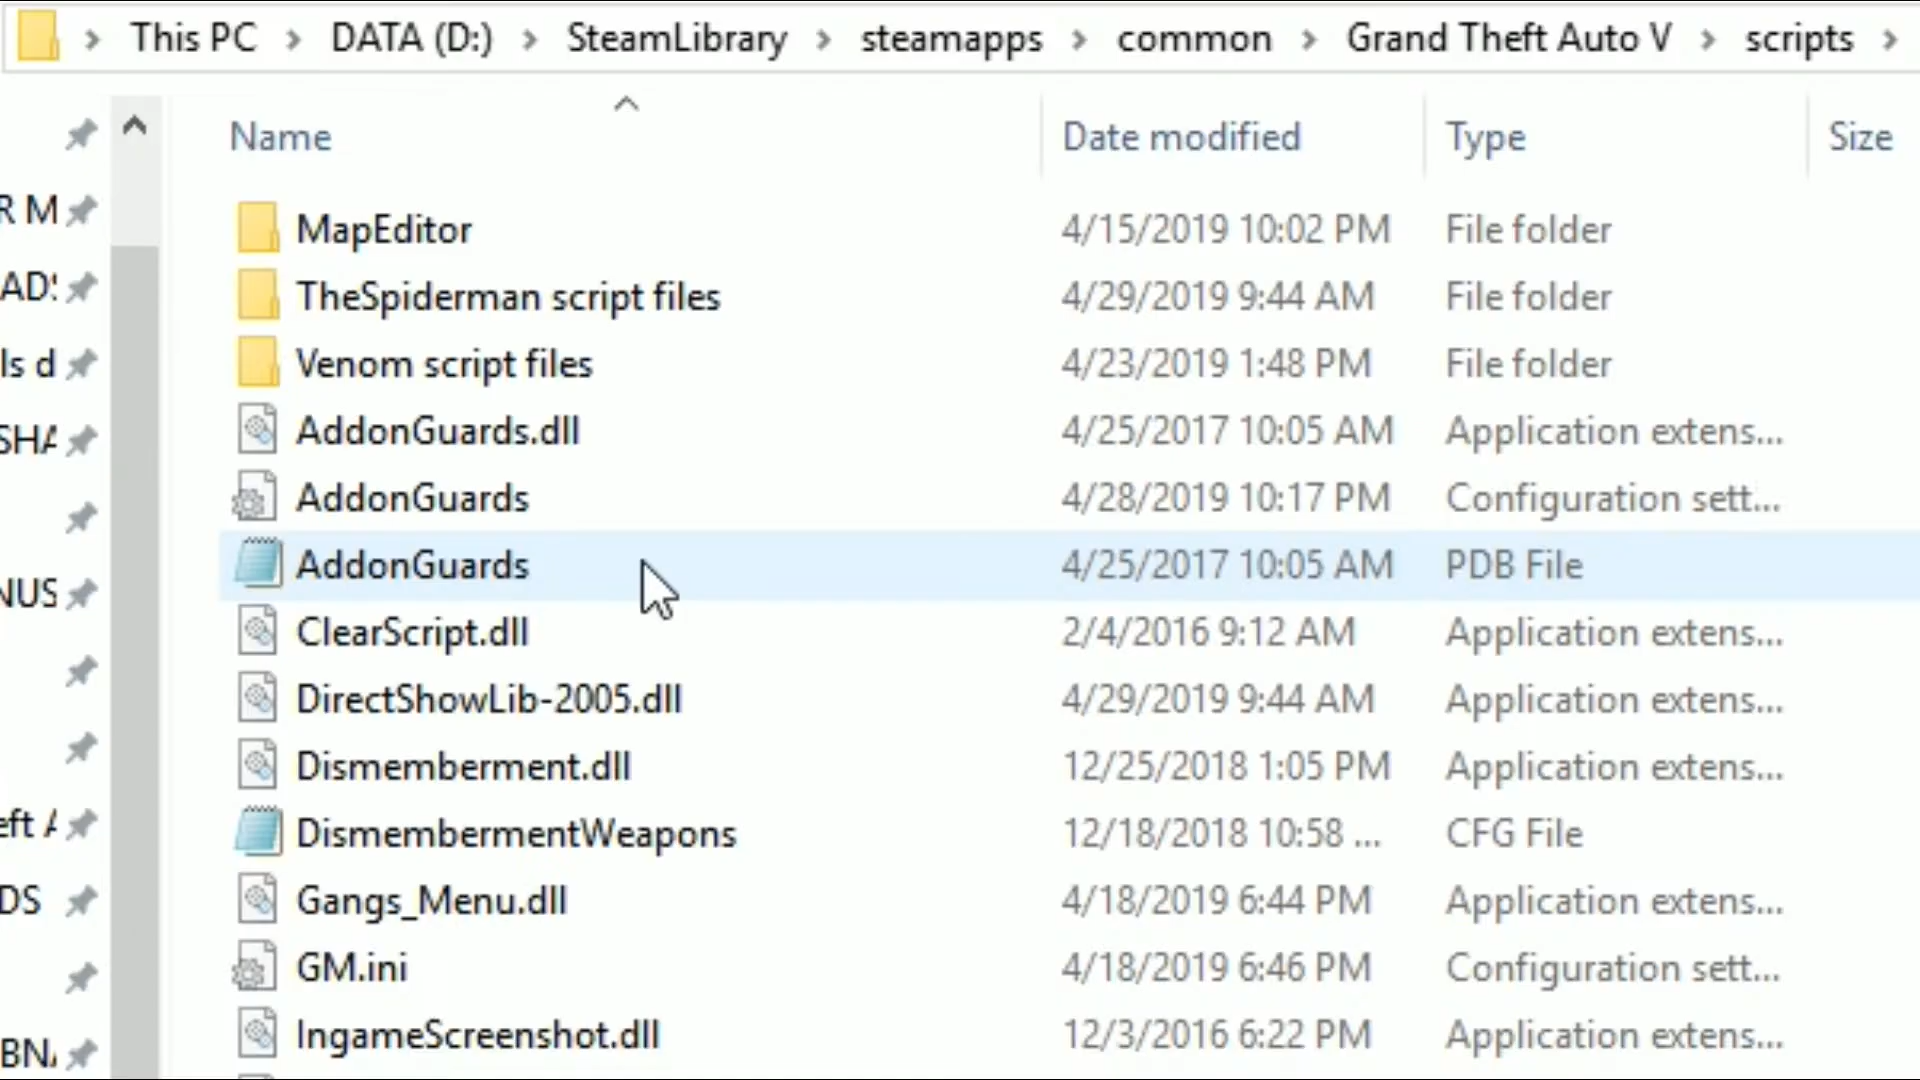 This PC > DATA (D:) > SteamLibrary > steamapps > common > Grand Theft Auto V > scripts >
Name Date modified Type Size
MapEditor 4/15/2019 10:02 PM File folder
R M
TheSpiderman script files 4/29/2019 9:44 AM File folder
Venom script files 4/23/2019 1:48 PM File folder
ls d
AddonGuards.dll 4/25/2017 10:05 AM Application extens...
SHA
AddonGuards 4/28/2019 10:17 PM Configuration sett...
AddonGuards 4/25/2017 10:05 AM PDB File
NUS
ClearScript.dll 2/4/2016 9:12 AM Application extens...
DirectShowLib-2005.dll 4/29/2019 9:44 AM Application extens...
Dismemberment.dll 12/25/2018 1:05 PM Application extens...
DismembermentWeapons 12/18/2018 10:58 ... CFG File
eft A
Gangs_Menu.dll 4/18/2019 6:44 PM Application extens...
DS
GM.ini 4/18/2019 6:46 PM Configuration sett...
IngameScreenshot.dll 12/3/2016 6:22 PM Application extens...